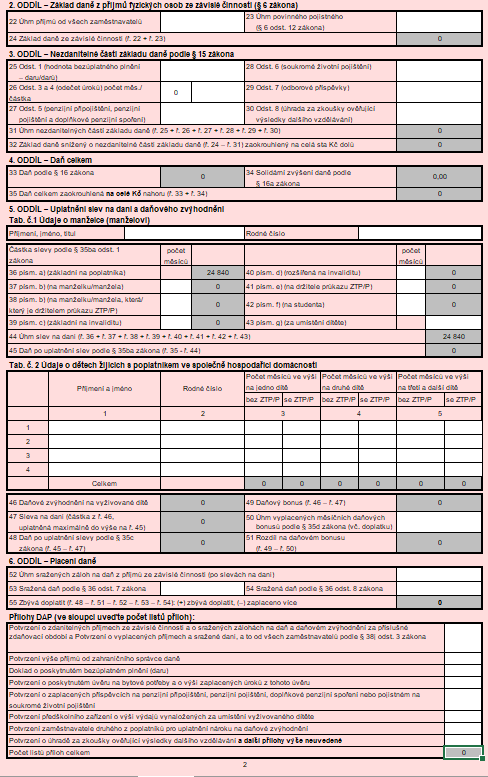 2. ODDÍL – Základ daně z příjmů fyzických osob ze závislé činnosti (§ 6 zákona)
22 Úhrn příjmů od všech zaměstnavatelů
23 Úhrn povinného pojistného
(§ 6 odst. 12 zákona)
24 Základ daně ze závislé činnosti (ř. 22 + ř. 23)
0
3. ODDÍL – Nezdanitelné části základu daně podle § 15 zákona
25 Odst. 1 (hodnota bezúplatného plnění
– daru/darů)
28 Odst. 6 (soukromé životní pojištění)
26 Odst. 3 a 4 (odečet úroků) počet měs./
částka
0
29 Odst. 7 (odborové příspěvky)
27 Odst. 5 (penzijní připojištění, penzijní
pojištění a doplňkové penzijní spoření)
30 Odst. 8 (úhrada za zkoušky ověřující
výsledky dalšího vzdělávání)
31 Úhrn nezdanitelných částí základu daně (ř. 25 + ř. 26 + ř. 27 + ř. 28 + ř. 29 + ř. 30)
0
32 Základ daně snížený o nezdanitelné části základu daně (ř. 24 – ř. 31) zaokrouhlený na celá sta Kč dolů
0
4. ODDÍL – Daň celkem
33 Daň podle § 16 zákona
0
34 Solidární zvýšení daně podle
§ 16a zákona
0,00
35 Daň celkem zaokrouhlená na celé Kč nahoru (ř. 33 + ř. 34)
0
5. ODDÍL – Uplatnění slev na dani a daňového zvýhodnění
Tab. č.1 Údaje o manželce (manželovi)
Příjmení, jméno, titul
Rodné číslo
Částka slevy podle § 35ba odst. 1
zákona
počet
měsíců
počet
měsíců
36 písm. a) (základní na poplatníka)
24 840
40 písm. d) (rozšířená na invaliditu)
0
37 písm. b) (na manželku/manžela)
0
41 písm. e) (na držitele průkazu ZTP/P)
0
38 písm. b) (na manželku/manžela, která/
který je držitelem průkazu ZTP/P)
0
42 písm. f) (na studenta)
0
39 písm. c) (základní na invaliditu)
0
43 písm. g) (za umístění dítěte)
44 Úhrn slev na dani (ř. 36 + ř. 37 + ř. 38 + ř. 39 + ř. 40 + ř. 41 + ř. 42 + ř. 43)
24 840
45 Daň po uplatnění slev podle § 35ba zákona (ř. 35 - ř. 44)
0
Tab. č. 2 Údaje o dětech žijících s poplatníkem ve společně hospodařící domácnosti
Příjmení a jméno
Rodné číslo
Počet měsíců ve výši
na jedno dítě
Počet měsíců ve výši
na druhé dítě
Počet měsíců ve výši
na třetí a další dítě
bez ZTP/P
se ZTP/P
bez ZTP/P
se ZTP/P
bez ZTP/P
se ZTP/P
1
2
3
4
5
1
2
3
4
Celkem
0
0
0
0
0
0
46 Daňové zvýhodnění na vyživované dítě
0
49 Daňový bonus (ř. 46 – ř. 47)
0
47 Sleva na dani (částka z ř. 46,
uplatněná maximálně do výše na ř. 45)
0
50 Úhrn vyplacených měsíčních daňových
bonusů podle § 35d zákona (vč. doplatku)
48 Daň po uplatnění slevy podle § 35c
zákona (ř. 45 – ř. 47)
0
51 Rozdíl na daňovém bonusu
(ř. 49 – ř. 50)
0
6. ODDÍL – Placení daně
52 Úhrn sražených záloh na daň z příjmů ze závislé činnosti (po slevách na dani)
53 Sražená daň podle § 36 odst. 7 zákona
54 Sražená daň podle § 36 odst. 8 zákona
55 Zbývá doplatit (ř. 48 – ř. 51 – ř. 52 – ř. 53 – ř. 54): (+) zbývá doplatit, (–) zaplaceno více
0
Přílohy DAP (ve sloupci uveďte počet listů příloh):
Potvrzení o zdanitelných příjmech ze závislé činnosti a o sražených zálohách na daň a daňovém zvýhodnění za příslušné
zdaňovací období a Potvrzení o vyplacených příjmech a sražené dani, a to od všech zaměstnavatelů podle § 38j odst. 3 zákona
Potvrzení výše příjmů od zahraničního správce daně
Doklad o poskytnutém bezúplatném plnění (daru)
Potvrzení o poskytnutém úvěru na bytové potřeby a o výši zaplacených úroků z tohoto úvěru
Potvrzení o zaplacených příspěvcích na penzijní připojištění, penzijní pojištění, doplňkové penzijní spoření nebo pojistném na
soukromé životní pojištění
Potvrzení předškolního zařízení o výši výdajů vynaložených za umístění vyživovaného dítěte
Potvrzení zaměstnavatele druhého z poplatníků pro uplatnění nároku na daňové zvýhodnění
Potvrzení o úhradě za zkoušky ověřující výsledky dalšího vzdělávání a další přílohy výše neuvedené
Počet listů příloh celkem
0
2